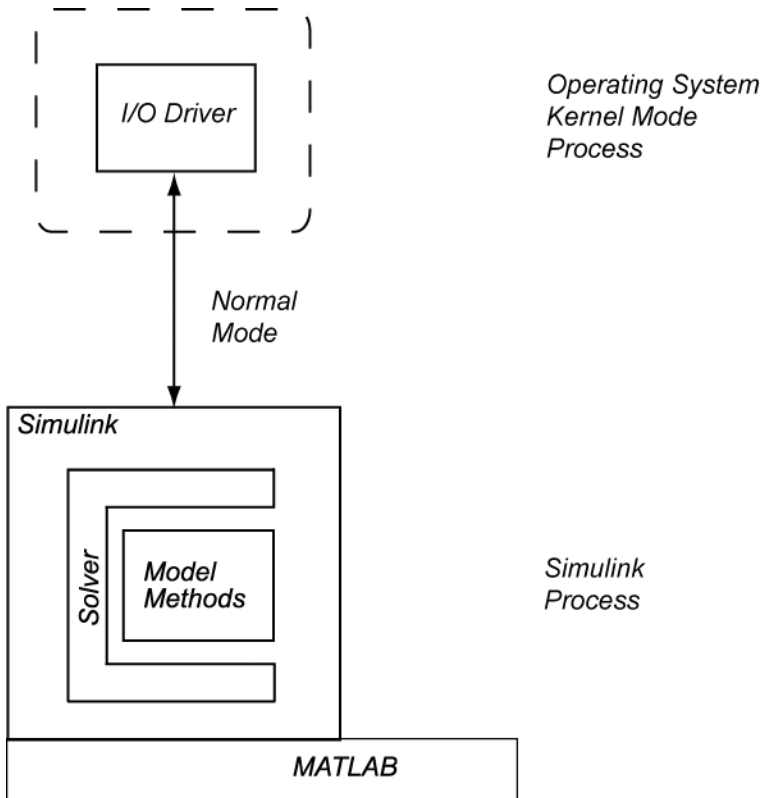 I/O Driver
Operating System
Kernel Mode
Process
Normal
Mode
Simulink
Solver
Model
Methods
Simulink
Process
MATLAB